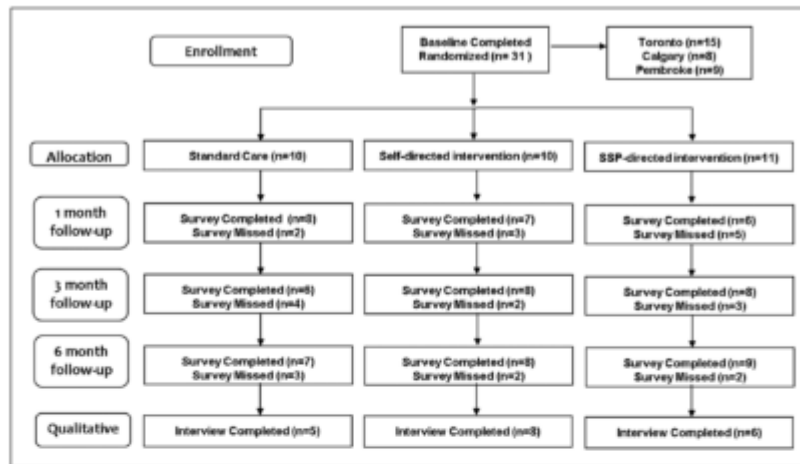 Enrollment
Baseline Completed
Randomized (n= 31 )
Toronto (n=15)
Calgary (n=8)
Pembroke (n=9)
Allocation
Standard Care (n=10)
Self-directed intervention (n=10)
SSP-directed intervention (n=11)
1 month
follow-up
Survey Completed (n=8)
Survey Missed (n=2)
Survey Completed (n=7)
Survey Missed (n=3)
Survey Completed (n=6)
Survey Missed (n=5)
3 month
follow-up
Survey Completed (n=6)
Survey Missed (n=4)
Survey Completed (n=8)
Survey Missed (n=2)
Survey Completed (n=8)
Survey Missed (n=3)
6 month
follow-up
Survey Completed (n=7)
Survey Missed (n=3)
Survey Completed (n=8)
Survey Missed (n=2)
Survey Completed (n=9)
Survey Missed (n=2)
Qualitative
Interview Completed (n=5)
Interview Completed (n=8)
Interview Completed (n=6)